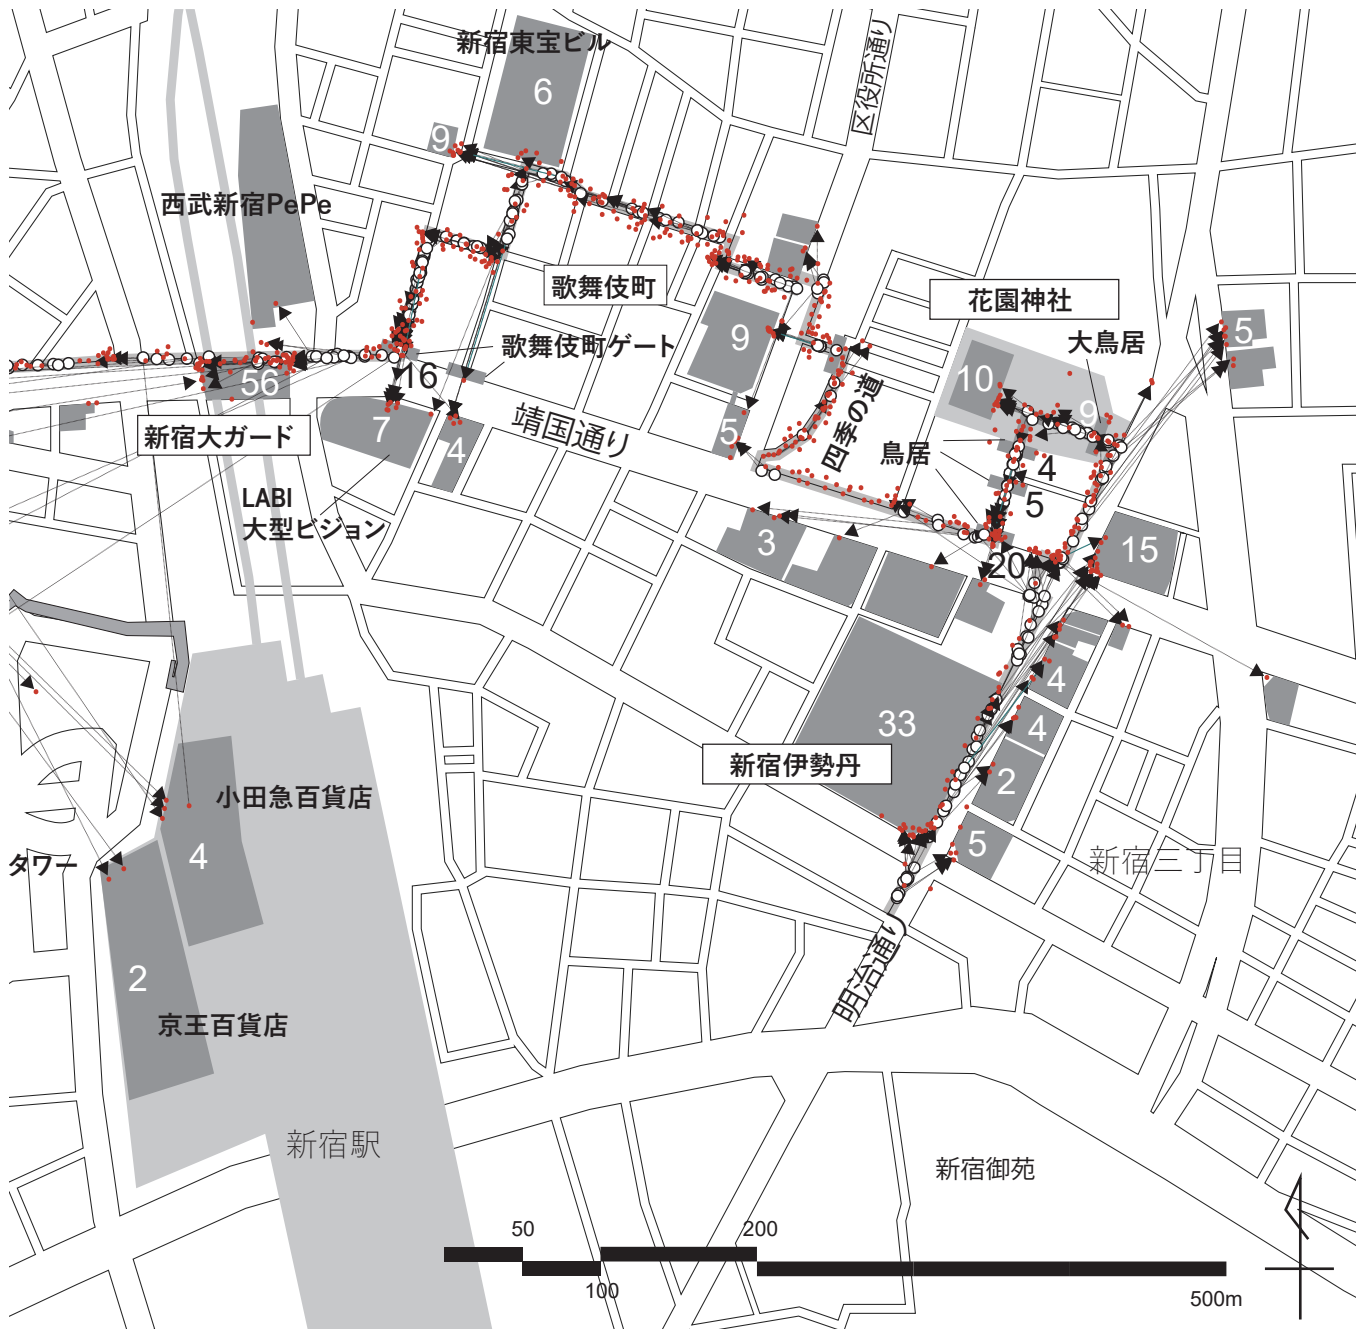 新宿東宝ビル
6
区役所通り
9
西武新宿PePe
歌舞伎町
花園神社
大鳥居
5
9
歌舞伎町ゲート
10
56
16
四季の道
9
靖国通り
7
4
5
鳥居
新宿大ガード
4
5
LABI
大型ビジョン
3
15
20
4
33
4
新宿伊勢丹
2
小田急百貨店
5
4
新宿三丁目
タワー
2
明治通り
京王百貨店
新宿駅
新宿御苑
50
200
100
500m